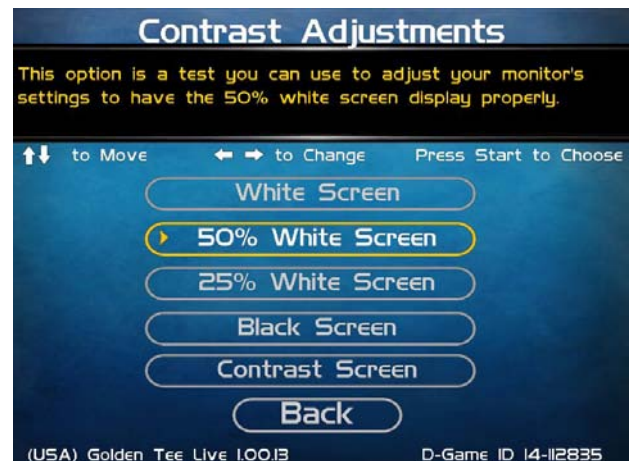 Contrast Adjustments
This option is a test you can use to adjust your monitor's
settings to have the 50% white screen display properly.
to Move to Change Press Start to Choose
White Screen
50% White Screen
25% White Screen
Black Screen
Contrast Screen
Back
(USA) Golden Tee Live 1.00.13 D-Game ID 14-112835